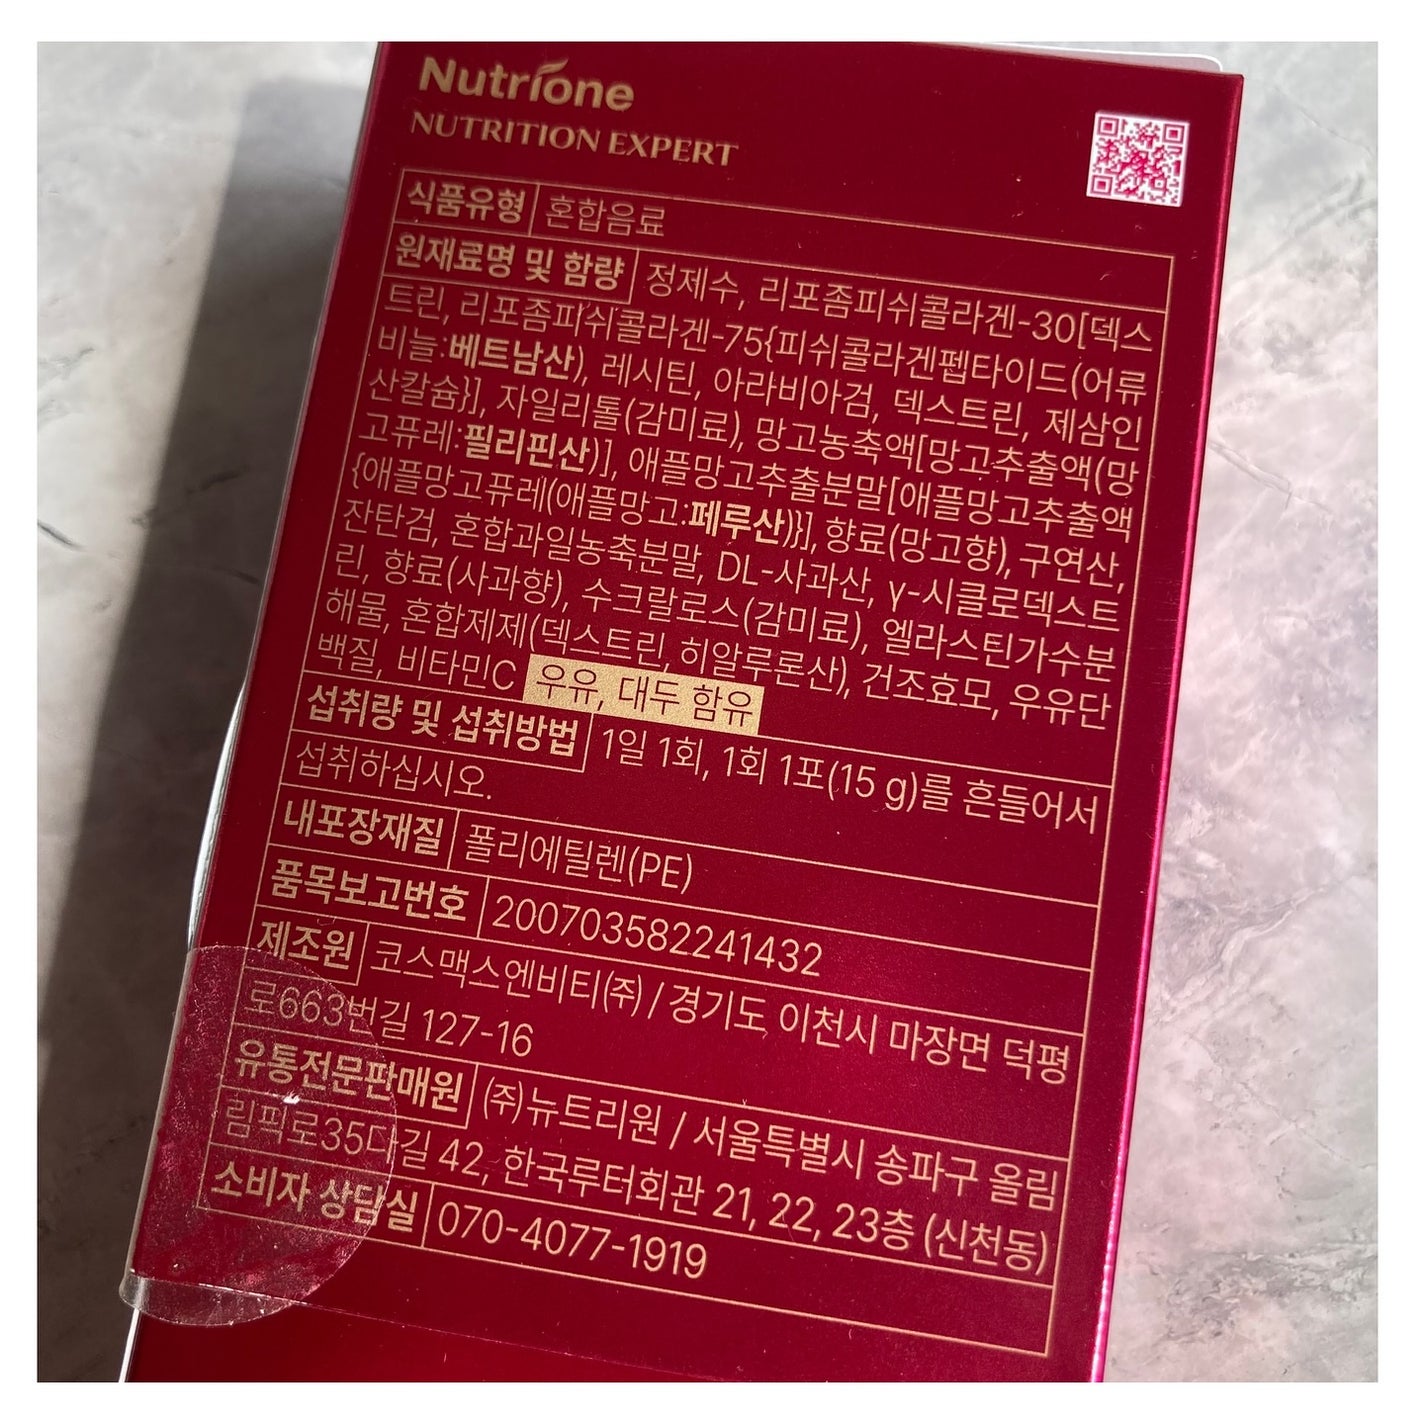 Nutrione
NUTRITION EXPERT
식품유형 혼합음료
원재료명 및 함량 정제수, 리포좀피쉬콜라겐-30[덱스
트린, 리포좀피쉬콜라겐-75{피쉬콜라겐펩타이드(어류
비늘:베트남산), 레시틴, 아라비아검, 덱스트린, 제삼인
산칼슘}], 자일리톨(감미료), 망고농축액[망고추출액(망
고퓨레:필리핀산)], 애플망고추출분말[애플망고추출액
{애플망고퓨레(애플망고:페루산)}], 향료(망고향), 구연산,
잔탄검, 혼합과일농축분말, DL-사과산, γ-시클로덱스트
린, 향료(사과향), 수크랄로스(감미료), 엘라스틴가수분
해물, 혼합제제(덱스트린, 히알루론산), 건조효모, 우유단
백질, 비타민C 우유, 대두 함유
섭취량 및 섭취방법 1일 1회, 1회 1포(15 g)를 흔들어서
섭취하십시오.
내포장재질 폴리에틸렌(PE)
품목보고번호 200703582241432
제조원 코스맥스엔비티㈜ / 경기도 이천시 마장면 덕평
로663번길 127-16
유통전문판매원 ㈜뉴트리원 / 서울특별시 송파구 올림
림픽로35다길 42, 한국루터회관 21, 22, 23층 (신천동)
소비자 상담실 070-4077-1919